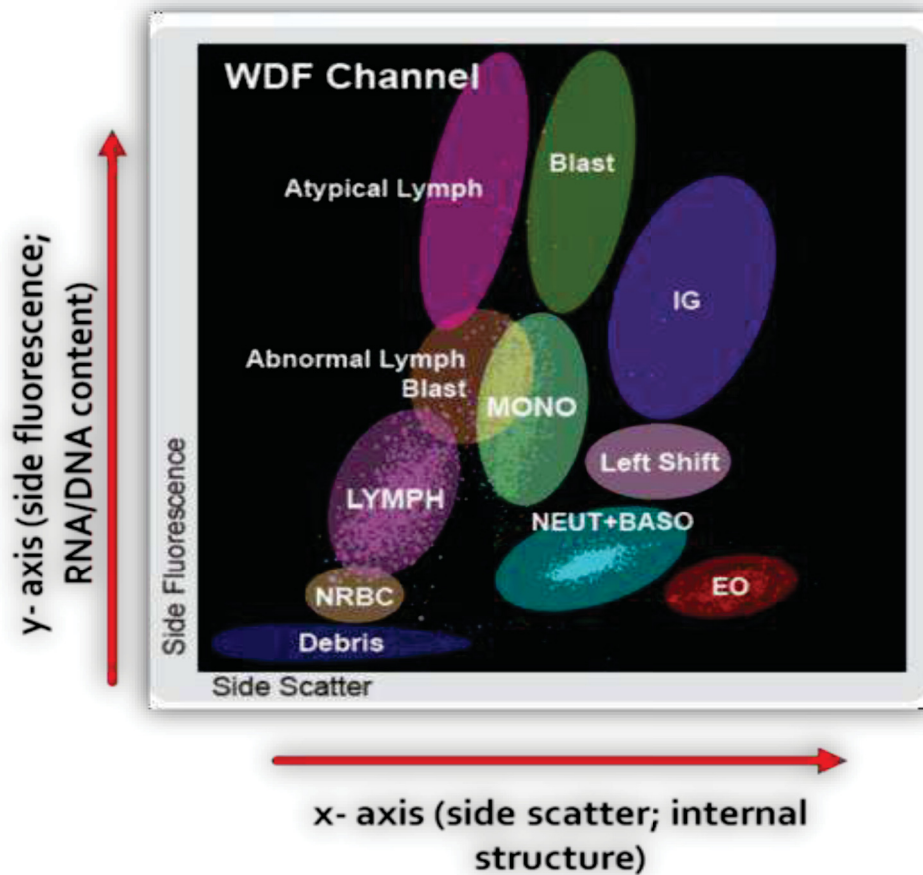 WDF Channel
Blast
Atypical Lymph
IG
Abnormal Lymph
Blast
MONO
Left Shift
LYMPH
NEUT+BASO
EO
NRBC
Debris
Side Fluorescence
Side Scatter
y- axis (side fluorescence;
RNA/DNA content)
x- axis (side scatter; internal
structure)